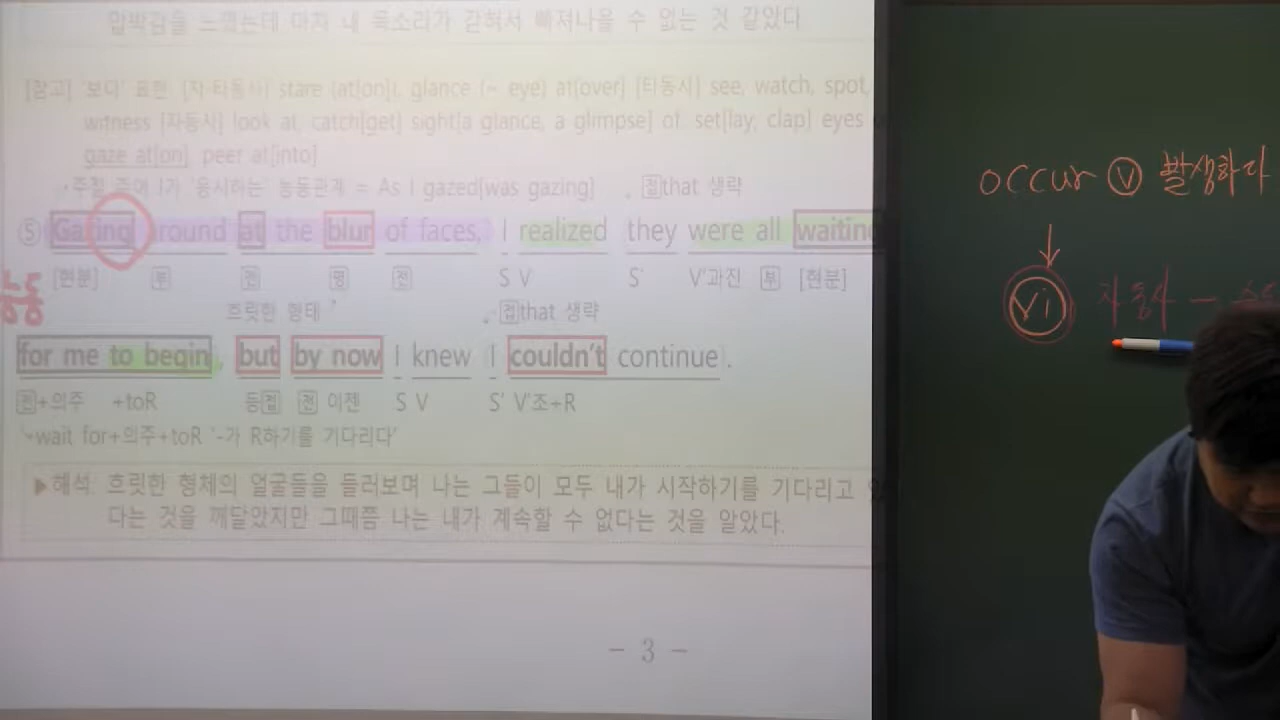 압박감을 느꼈는데 마치 내 목소리가 갇혀서 빠져나올 수 없는 것 같았다
[참고] '보다' 표현 [자·타동사] stare (at[on]), glance (~ eye) at[over] [타동사] see, watch, spot,
witness [자동사] look at, catch[get] sight[a glance, a glimpse] of, set[lay, clap] eyes
gaze at[on], peer at[into]
주절 주어 I가 '응시하는' 능동관계 = As I gazed[was gazing] , 접that 생략
⑤ Gazing around at the blur of faces, I realized they were all waiting
[현분] 부 전 명 전 S V S' V'과진 부 [현분]
능동
흐릿한 형태 접that 생략
for me to begin, but by now I knew I couldn't continue.
전+의주 +toR 등접 전 이젠 S V S' V'조+R
wait for+의주+toR '~가 R하기를 기다리다'
▶해석: 흐릿한 형체의 얼굴들을 둘러보며 나는 그들이 모두 내가 시작하기를 기다리고 있
다는 것을 깨달았지만 그때쯤 나는 내가 계속할 수 없다는 것을 알았다.
- 3 -
occur ⓥ 발생하다
↓
vi 자동사 –